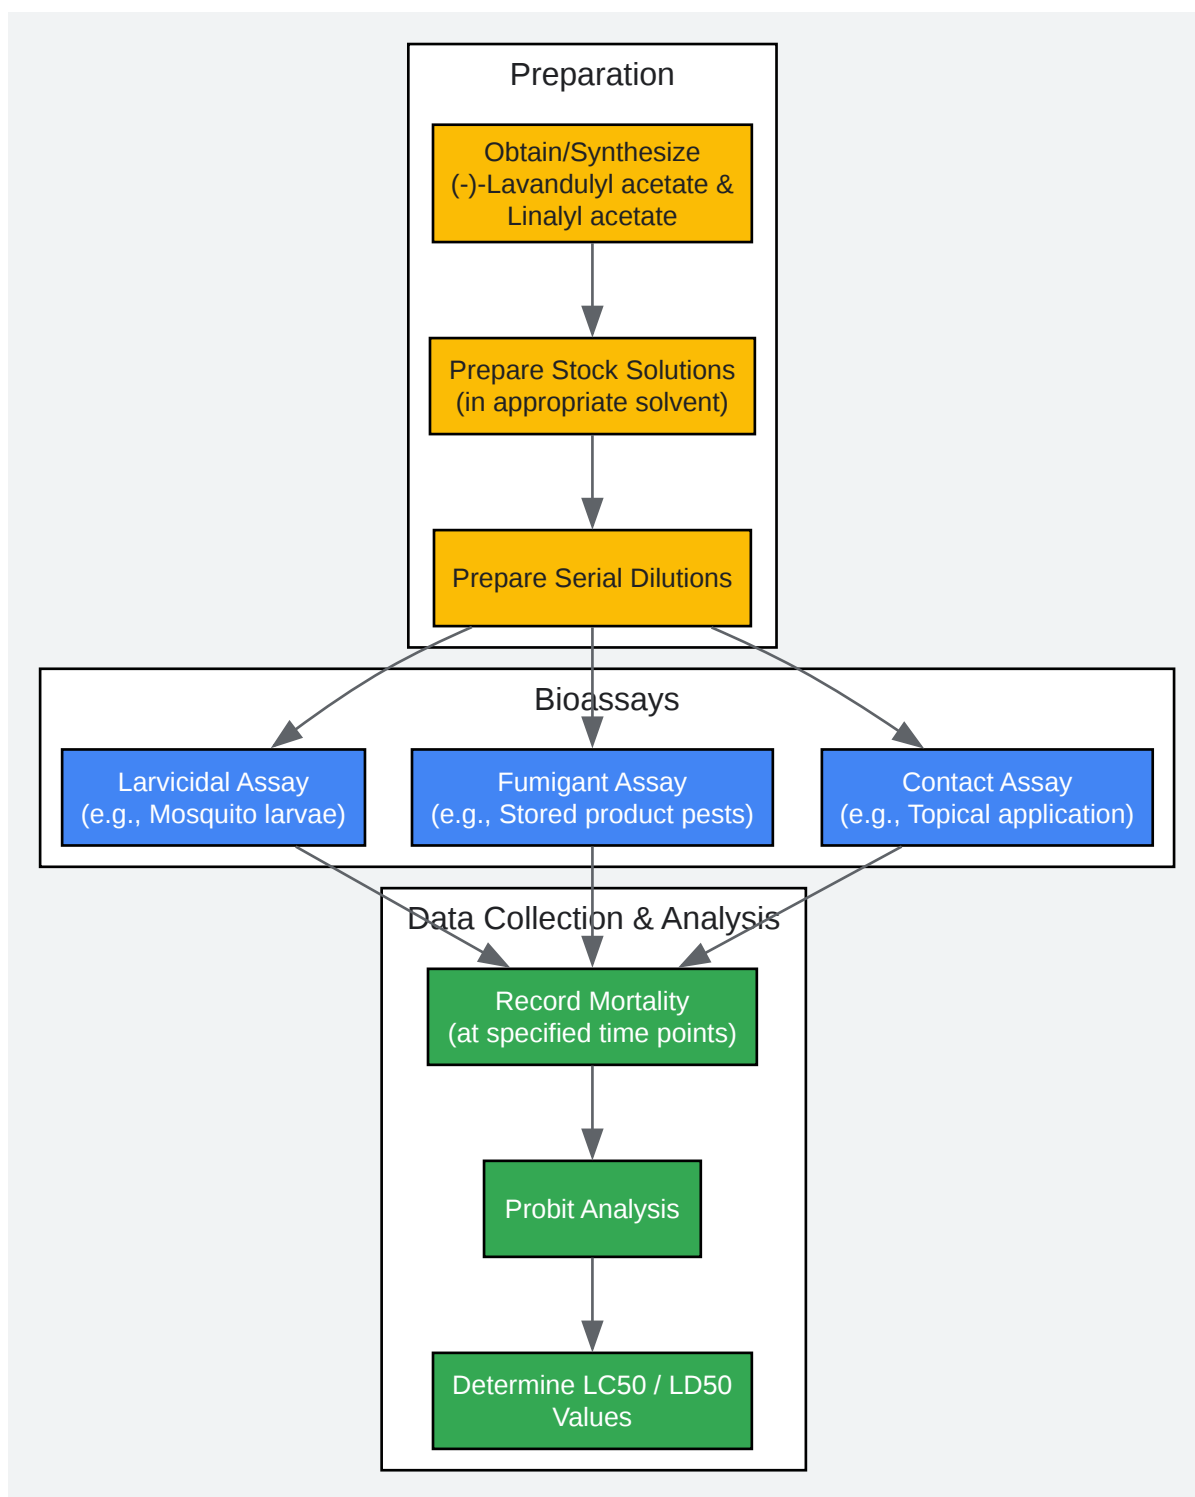 Preparation
Obtain/Synthesize
(-)-Lavandulyl acetate &
Linalyl acetate
Prepare Stock Solutions
(in appropriate solvent)
Prepare Serial Dilutions
Bioassays
Larvicidal Assay
(e.g., Mosquito larvae)
Fumigant Assay
(e.g., Stored product pests)
Contact Assay
(e.g., Topical application)
Data Collection & Analysis
Record Mortality
(at specified time points)
Probit Analysis
Determine LC50 / LD50
Values